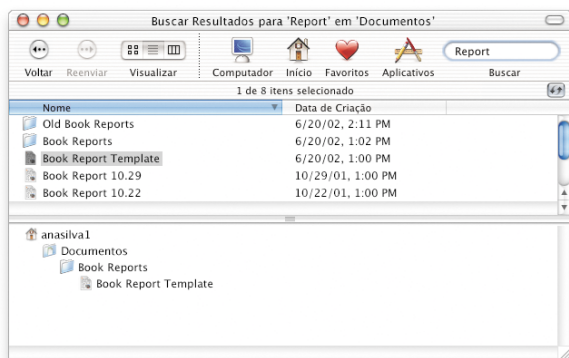 Buscar Resultados para 'Report' em 'Documentos'
Report
Voltar Reenviar Visualizar Computador Início Favoritos Aplicativos Buscar
1 de 8 itens selecionado
Nome Data de Criação
Old Book Reports 6/20/02, 2:11 PM
Book Reports 6/20/02, 1:02 PM
Book Report Template 6/20/02, 1:00 PM
Book Report 10.29 10/29/01, 1:00 PM
Book Report 10.22 10/22/01, 1:00 PM
anasilva1
Documentos
Book Reports
Book Report Template